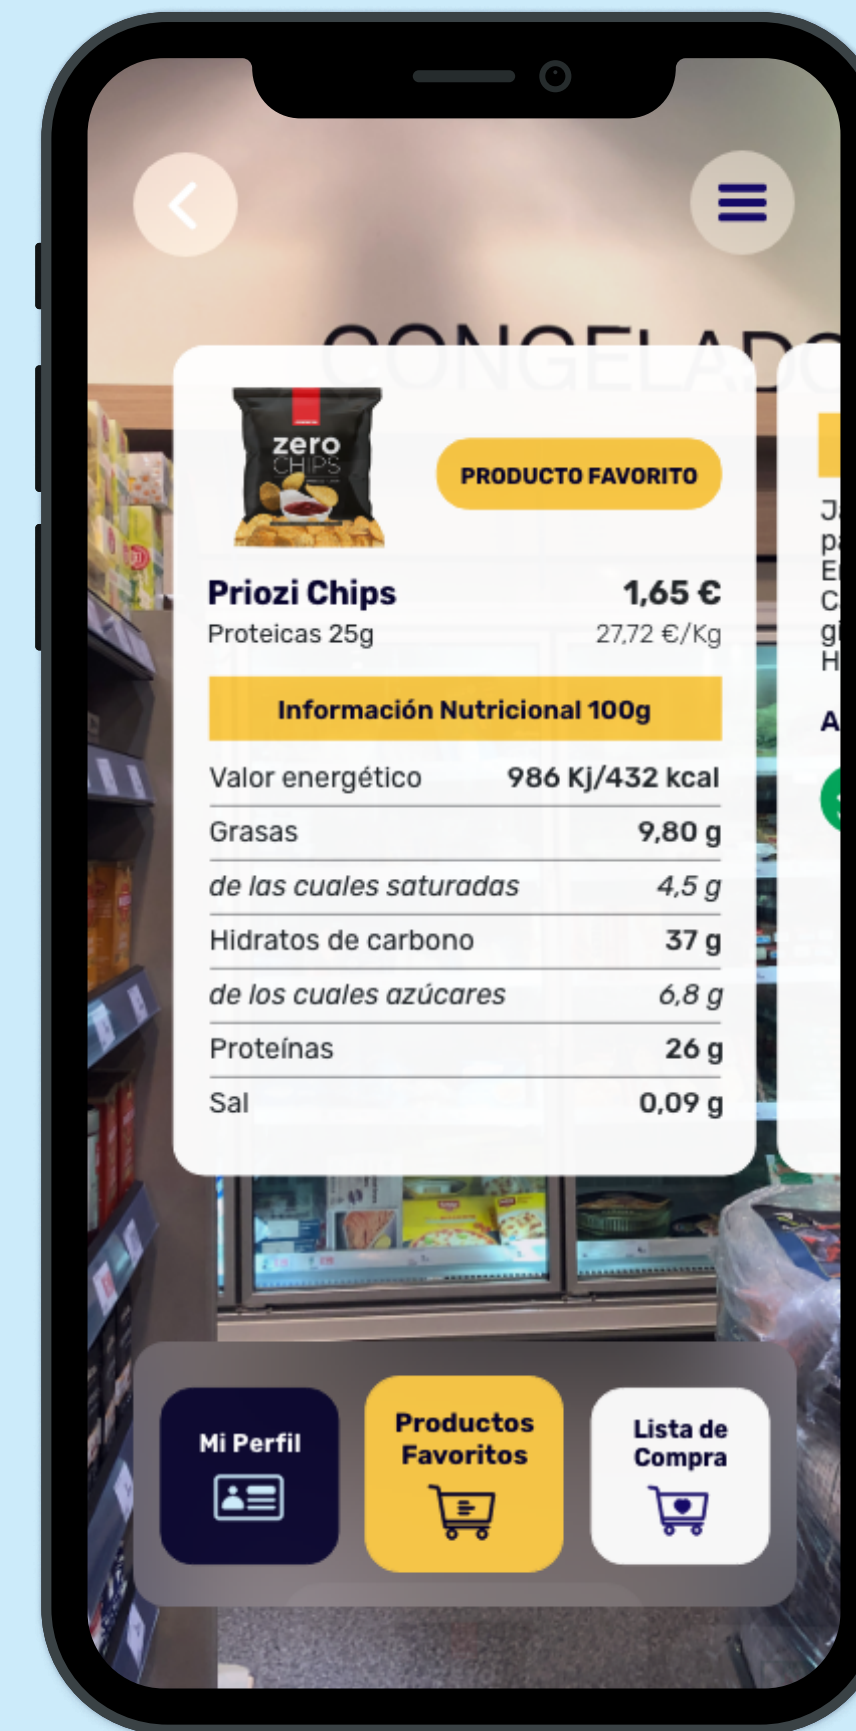 CONGELADO
zero
CHIPS
PRODUCTO FAVORITO
Priozi Chips
1,65 €
Proteicas 25g
27,72 €/Kg
Información Nutricional 100g
Valor energético
986 Kj/432 kcal
Grasas
9,80 g
de las cuales saturadas
4,5 g
Hidratos de carbono
37 g
de los cuales azúcares
6,8 g
Proteínas
26 g
Sal
0,09 g
Mi Perfil
Productos
Favoritos
Lista de
Compra